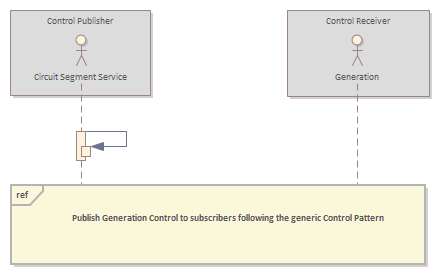 Control Publisher
Control Receiver
Circuit Segment Service
Generation
ref
Publish Generation Control to subscribers following the generic Control Pattern